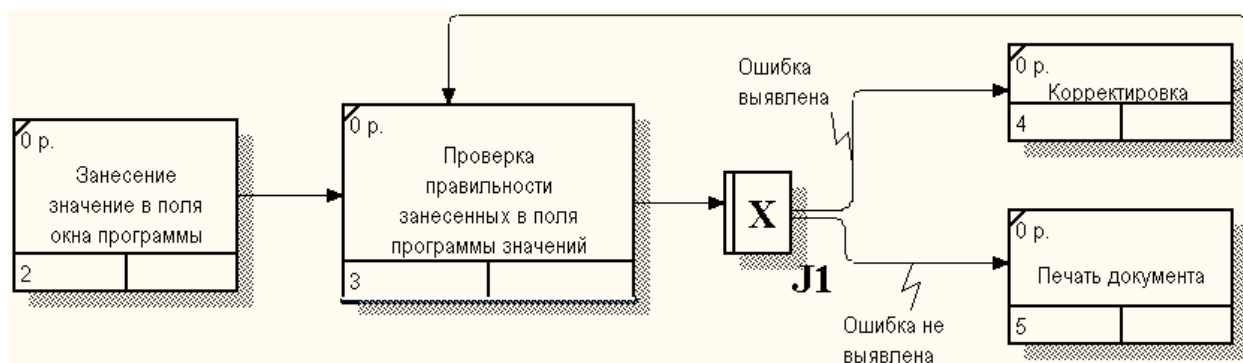 0 р.
Занесение
значение в поля
окна программы
2
0 р.
Проверка
правильности
занесенных в поля
программы значений
3
X
J1
Ошибка
выявлена
0 р.
Корректировка
4
Ошибка не
выявлена
0 р.
Печать документа
5